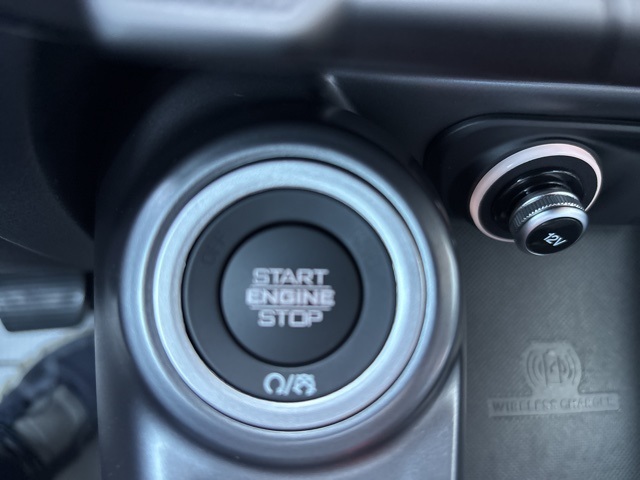 START
ENGINE
STOP
12V
WIRELESS CHARGER